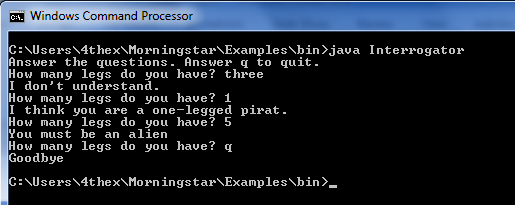 Windows Command Processor
C:\Users\4thex\Morningstar\Examples\bin>java Interrogator
Answer the questions. Answer q to quit.
How many legs do you have? three
I don't understand.
How many legs do you have? 1
I think you are a one-legged pirat.
How many legs do you have? 5
You must be an alien
How many legs do you have? q
Goodbye
C:\Users\4thex\Morningstar\Examples\bin>_